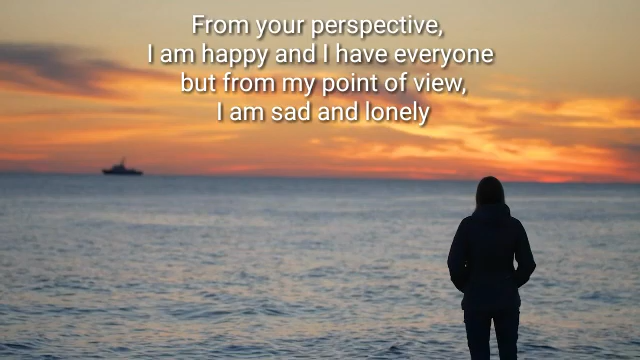 From your perspective,
I am happy and I have everyone
but from my point of view,
I am sad and lonely